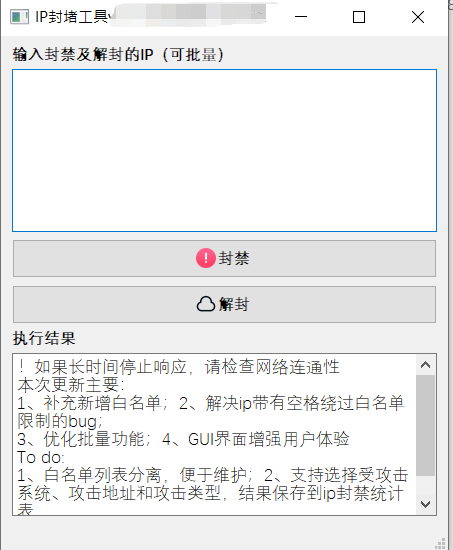 IP封堵工具v
输入封禁及解封的IP（可批量）
封禁
解封
执行结果
！如果长时间停止响应，请检查网络连通性
本次更新主要：
1、补充新增白名单；2、解决ip带有空格绕过白名单
限制的bug；
3、优化批量功能；4、GUI界面增强用户体验
To do:
1、白名单列表分离，便于维护；2、支持选择受攻击
系统、攻击地址和攻击类型，结果保存到ip封禁统计
表